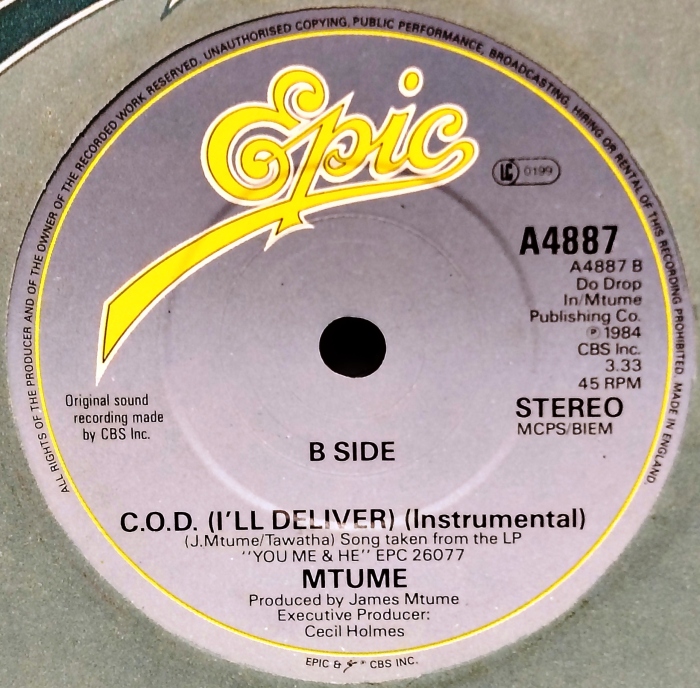 ALL RIGHTS OF THE PRODUCER AND OF THE OWNER OF THE RECORDED WORK RESERVED. UNAUTHORISED COPYING, PUBLIC PERFORMANCE, BROADCASTING, HIRING OR RENTAL OF THIS RECORDING PROHIBITED. MADE IN ENGLAND.
Epic
LC 0199
A4887
A4887 B
Do Drop
In/Mtume
Publishing Co.
℗ 1984
CBS Inc.
3.33
45 RPM
STEREO
MCPS/BIEM
Original sound
recording made
by CBS Inc.
B SIDE
C.O.D. (I'LL DELIVER) (Instrumental)
(J.Mtume/Tawatha) Song taken from the LP
"YOU ME & HE" EPC 26077
MTUME
Produced by James Mtume
Executive Producer:
Cecil Holmes
EPIC & ® CBS INC.